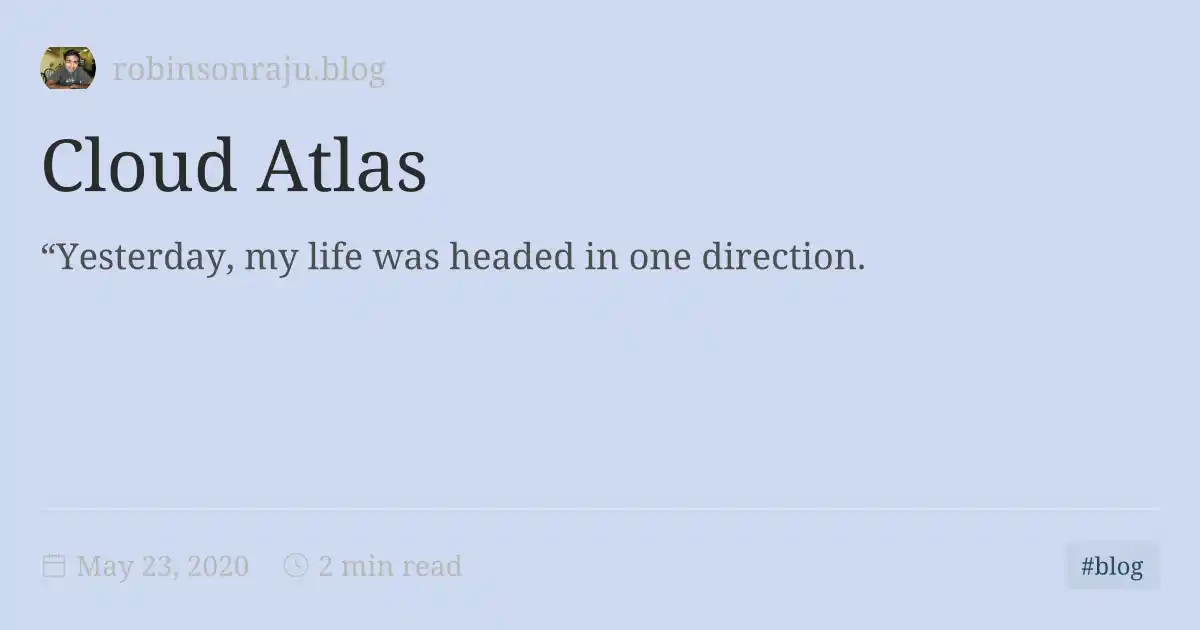 robinsonraju.blog
Cloud Atlas
“Yesterday, my life was headed in one direction.
May 23, 2020 2 min read #blog